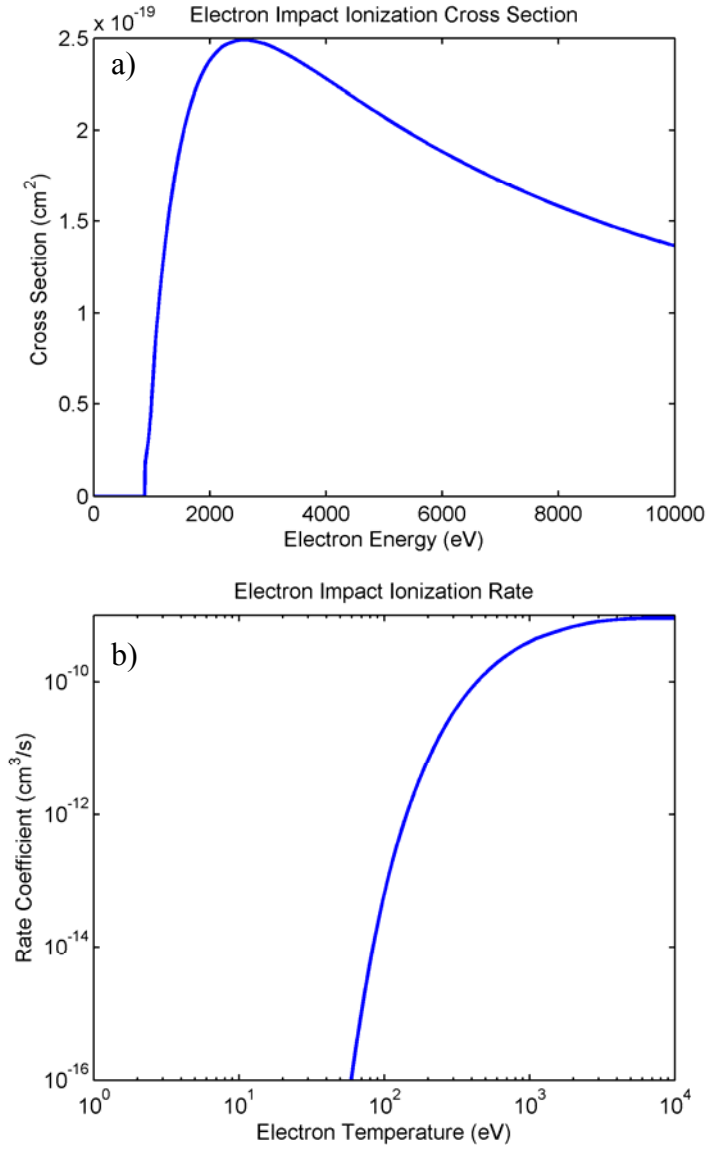 Electron Impact Ionization Cross Section
x 10^-19
a)
2.5
2
1.5
1
0.5
0
Cross Section (cm^2)
0 2000 4000 6000 8000 10000
Electron Energy (eV)
Electron Impact Ionization Rate
b)
10^-10
10^-12
10^-14
10^-16
Rate Coefficient (cm^3/s)
10^0 10^1 10^2 10^3 10^4
Electron Temperature (eV)